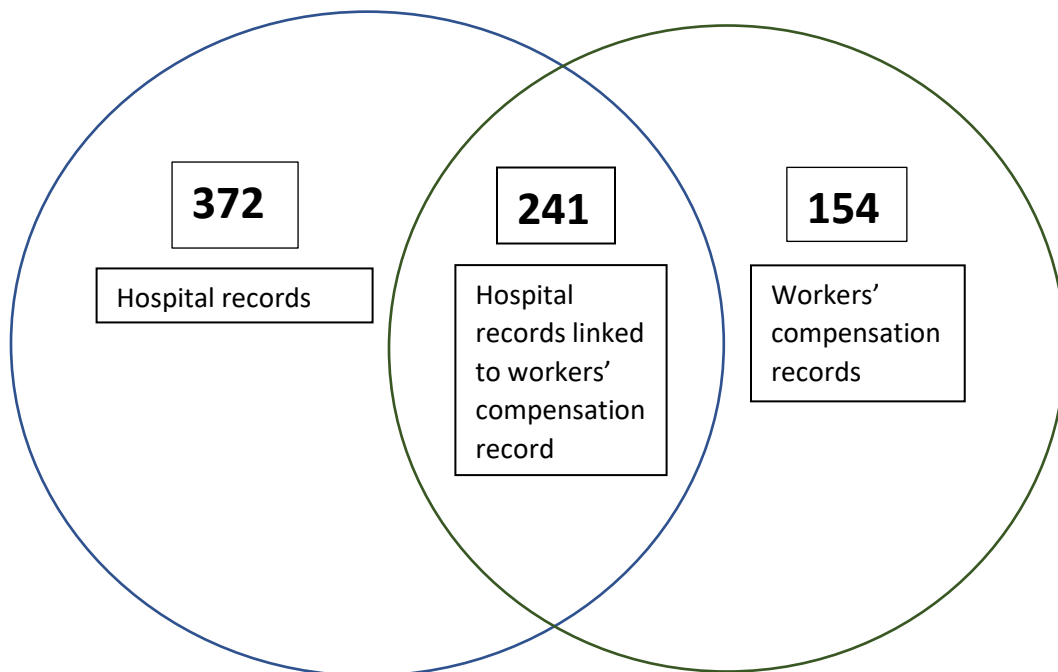 372
Hospital records
241
Hospital
records linked
to workers’
compensation
record
154
Workers’
compensation
records